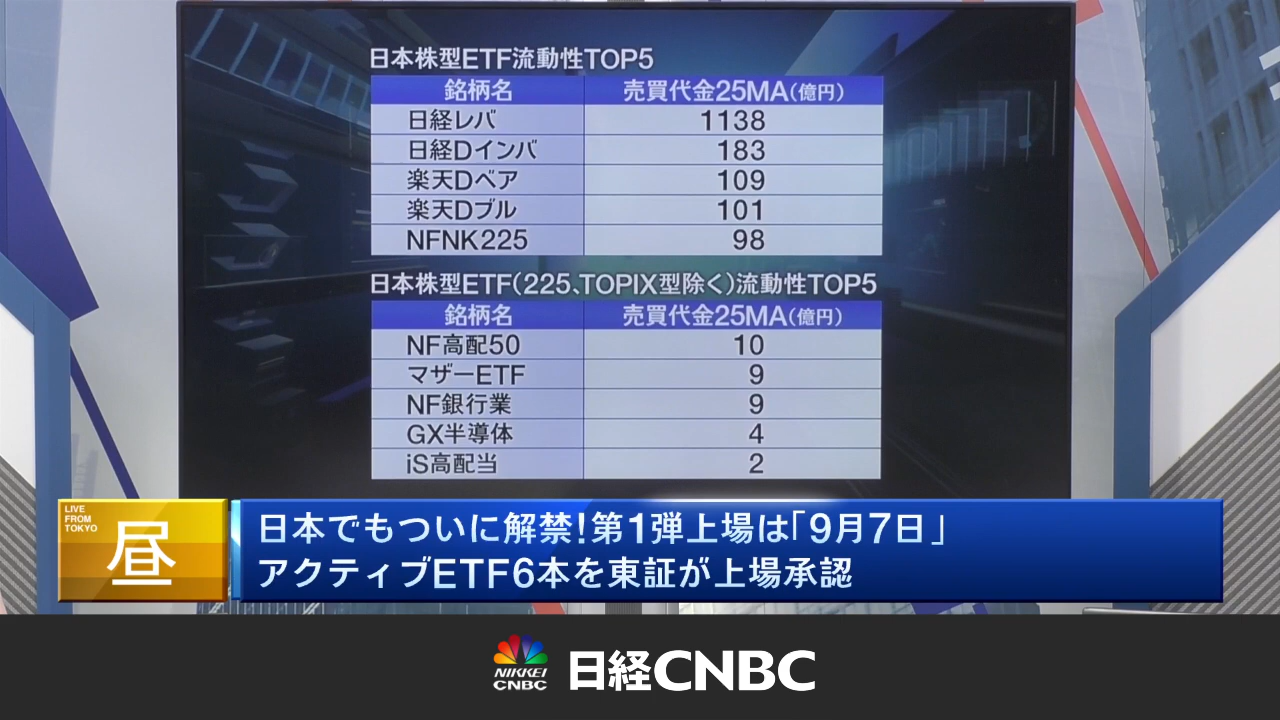 日本株型ETF流動性TOP5
銘柄名 売買代金25MA(億円)
日経レバ 1138
日経Dインバ 183
楽天Dベア 109
楽天Dブル 101
NFNK225 98
日本株型ETF(225、TOPIX型除く)流動性TOP5
銘柄名 売買代金25MA(億円)
NF高配50 10
マザーETF 9
NF銀行業 9
GX半導体 4
iS高配当 2
LIVE
FROM
TOKYO
昼
日本でもついに解禁!第1弾上場は「9月7日」
アクティブETF6本を東証が上場承認
NIKKEI
CNBC
日経CNBC